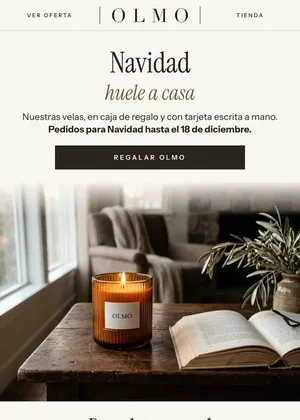 VER OFERTA
OLMO
TIENDA
Navidad
huele a casa
Nuestras velas, en caja de regalo y con tarjeta escrita a mano.
Pedidos para Navidad hasta el 18 de diciembre.
REGALAR OLMO
OLMO